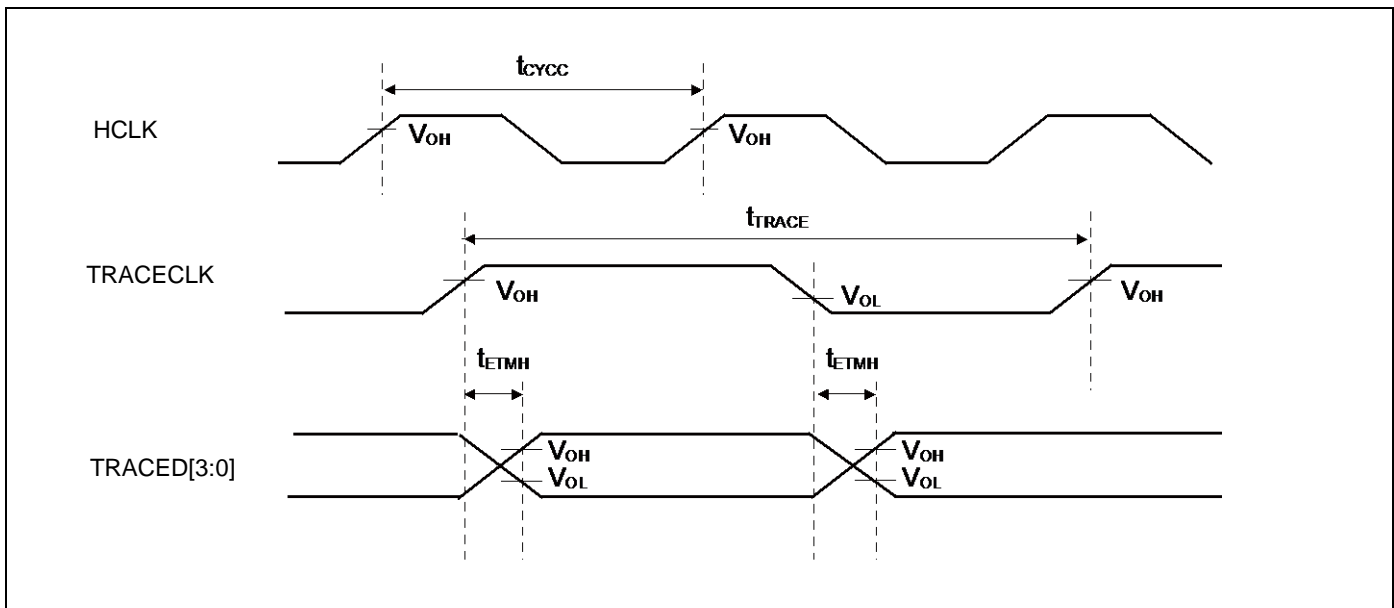 tCYCC
HCLK
VOH
VOH
tTRACE
TRACECLK
VOH
VOL
VOH
tETMH
tETMH
TRACED[3:0]
VOH
VOL
VOH
VOL